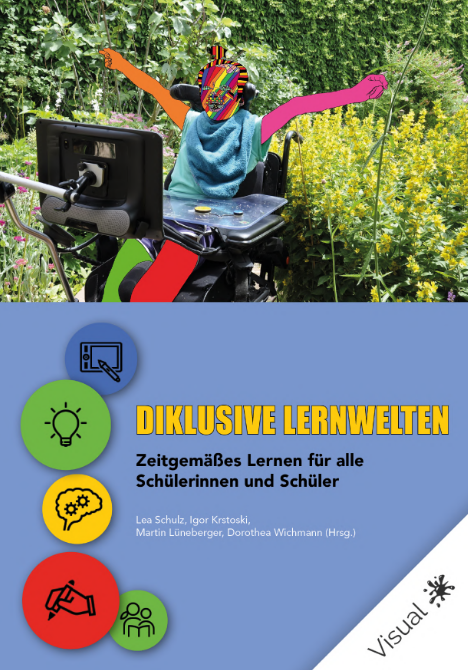 DIKLUSIVE LERNWELTEN
Zeitgemäßes Lernen für alle
Schülerinnen und Schüler
Lea Schulz, Igor Krstoski,
Martin Lüneberger, Dorothea Wichmann (Hrsg.)
Visual